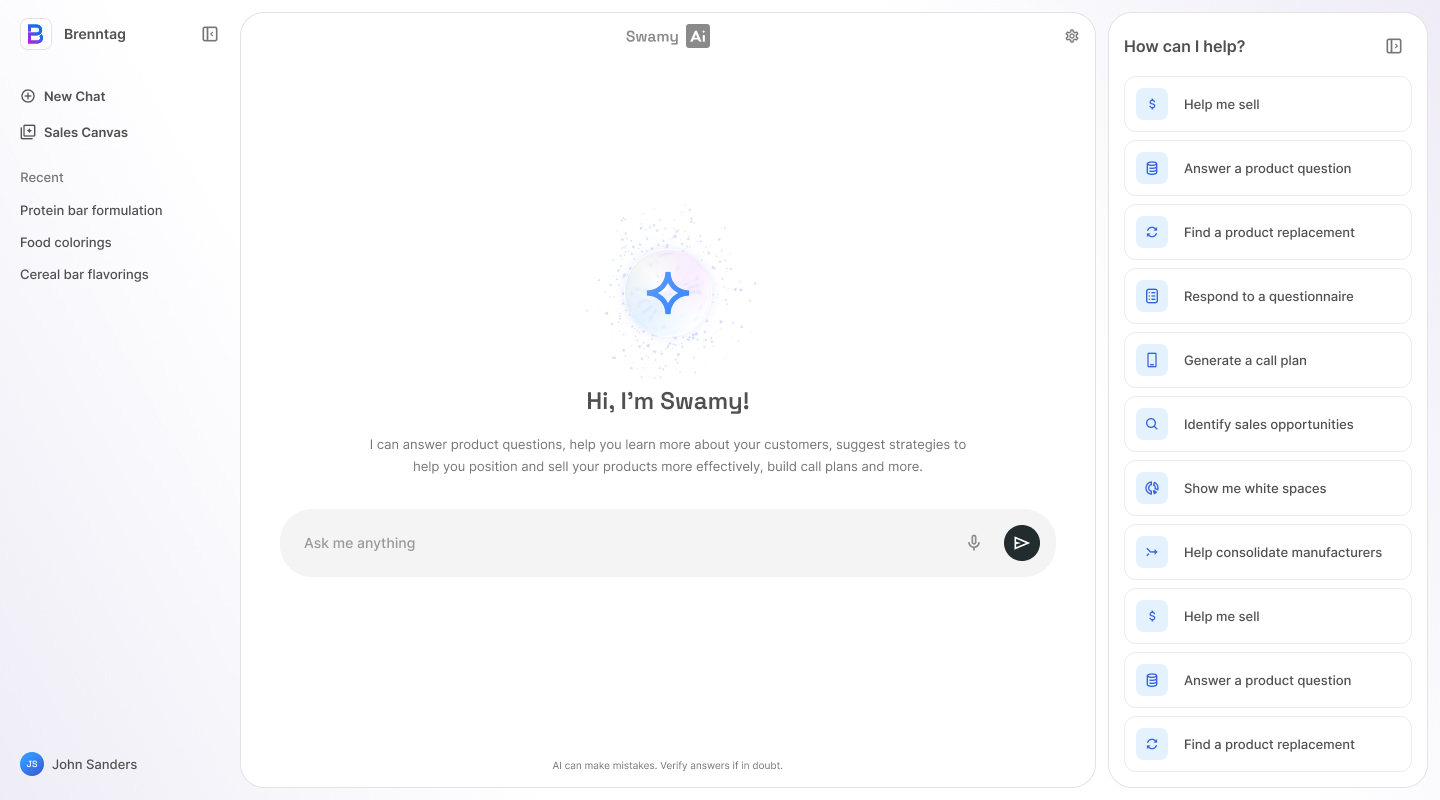 Brenntag
New Chat
Sales Canvas
Recent
Protein bar formulation
Food colorings
Cereal bar flavorings
JS
John Sanders
Swamy Ai
Hi, I’m Swamy!
I can answer product questions, help you learn more about your customers, suggest strategies to
help you position and sell your products more effectively, build call plans and more.
Ask me anything
AI can make mistakes. Verify answers if in doubt.
How can I help?
Help me sell
Answer a product question
Find a product replacement
Respond to a questionnaire
Generate a call plan
Identify sales opportunities
Show me white spaces
Help consolidate manufacturers
Help me sell
Answer a product question
Find a product replacement